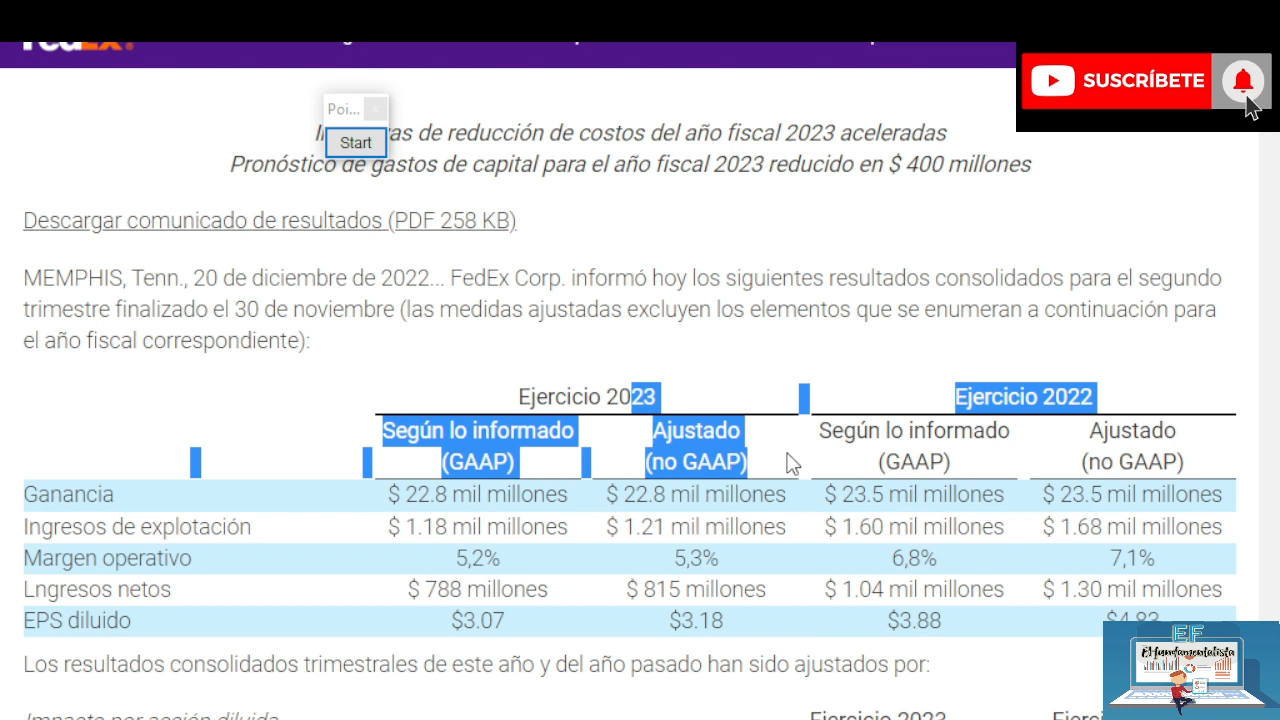 FedEx
SUSCRÍBETE
Poi...
Start
de reducción de costos del año fiscal 2023 aceleradas
Pronóstico de gastos de capital para el año fiscal 2023 reducido en $ 400 millones
Descargar comunicado de resultados (PDF 258 KB)
MEMPHIS, Tenn., 20 de diciembre de 2022... FedEx Corp. informó hoy los siguientes resultados consolidados para el segundo
trimestre finalizado el 30 de noviembre (las medidas ajustadas excluyen los elementos que se enumeran a continuación para
el año fiscal correspondiente):
Ejercicio 2023 Ejercicio 2022
Según lo informado Ajustado Según lo informado Ajustado
(GAAP) (no GAAP) (GAAP) (no GAAP)
Ganancia $ 22.8 mil millones $ 22.8 mil millones $ 23.5 mil millones $ 23.5 mil millones
Ingresos de explotación $ 1.18 mil millones $ 1.21 mil millones $ 1.60 mil millones $ 1.68 mil millones
Margen operativo 5,2% 5,3% 6,8% 7,1%
Lngresos netos $ 788 millones $ 815 millones $ 1.04 mil millones $ 1.30 mil millones
EPS diluido $3.07 $3.18 $3.88 $4.83
EF
El fundamentalista
Los resultados consolidados trimestrales de este año y del año pasado han sido ajustados por:
Impacto por acción diluida Ejercicio 2023